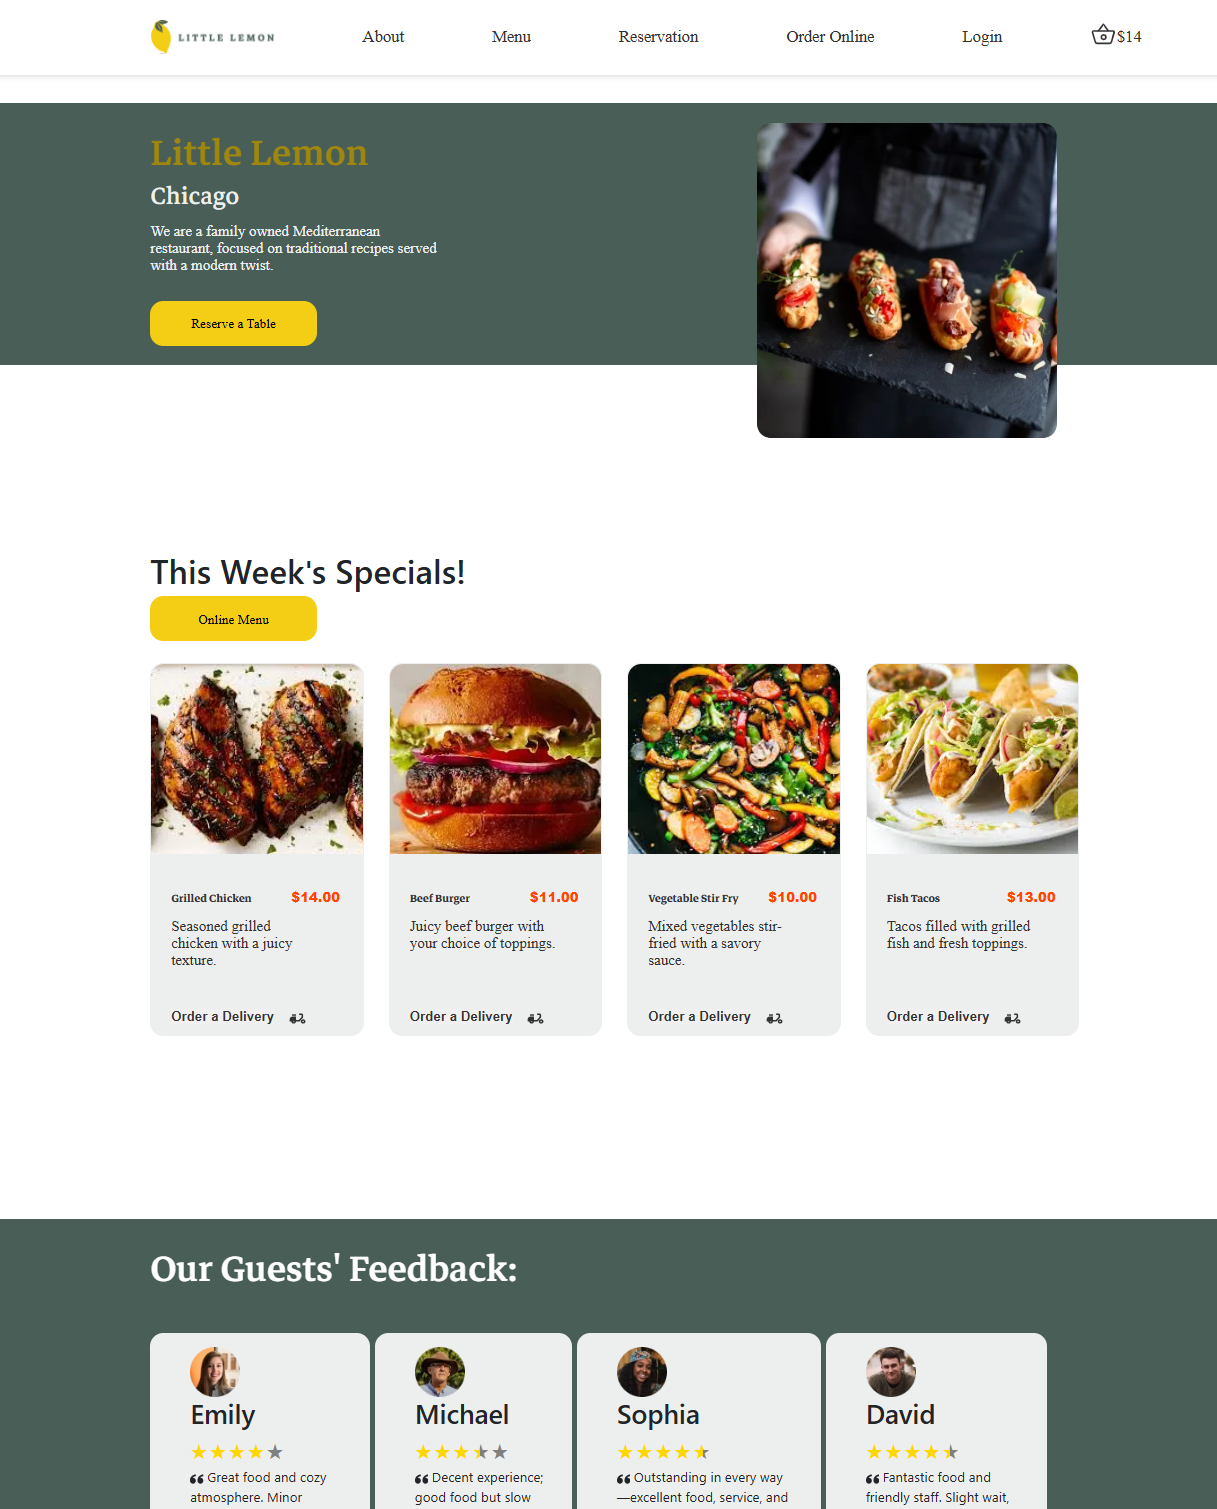 LITTLE LEMON
About
Menu
Reservation
Order Online
Login
$14
Little Lemon
Chicago
We are a family owned Mediterranean
restaurant, focused on traditional recipes served
with a modern twist.
Reserve a Table
This Week's Specials!
Online Menu
Grilled Chicken $14.00
Seasoned grilled
chicken with a juicy
texture.
Order a Delivery
Beef Burger $11.00
Juicy beef burger with
your choice of toppings.
Order a Delivery
Vegetable Stir Fry $10.00
Mixed vegetables stir-
fried with a savory
sauce.
Order a Delivery
Fish Tacos $13.00
Tacos filled with grilled
fish and fresh toppings.
Order a Delivery
Our Guests' Feedback:
Emily
Great food and cozy
atmosphere. Minor
Michael
Decent experience;
good food but slow
Sophia
Outstanding in every way
—excellent food, service, and
David
Fantastic food and
friendly staff. Slight wait,